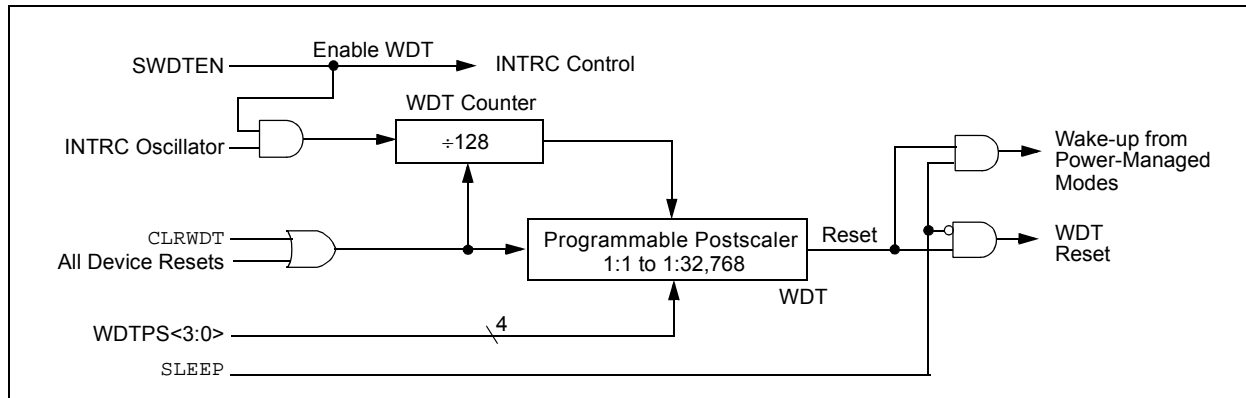 Enable WDT
SWDTEN
INTRC Control
WDT Counter
INTRC Oscillator
÷128
Wake-up from
Power-Managed
Modes
CLRWDT
All Device Resets
Programmable Postscaler
1:1 to 1:32,768
Reset
WDT
Reset
WDT
WDTPS<3:0>
4
SLEEP